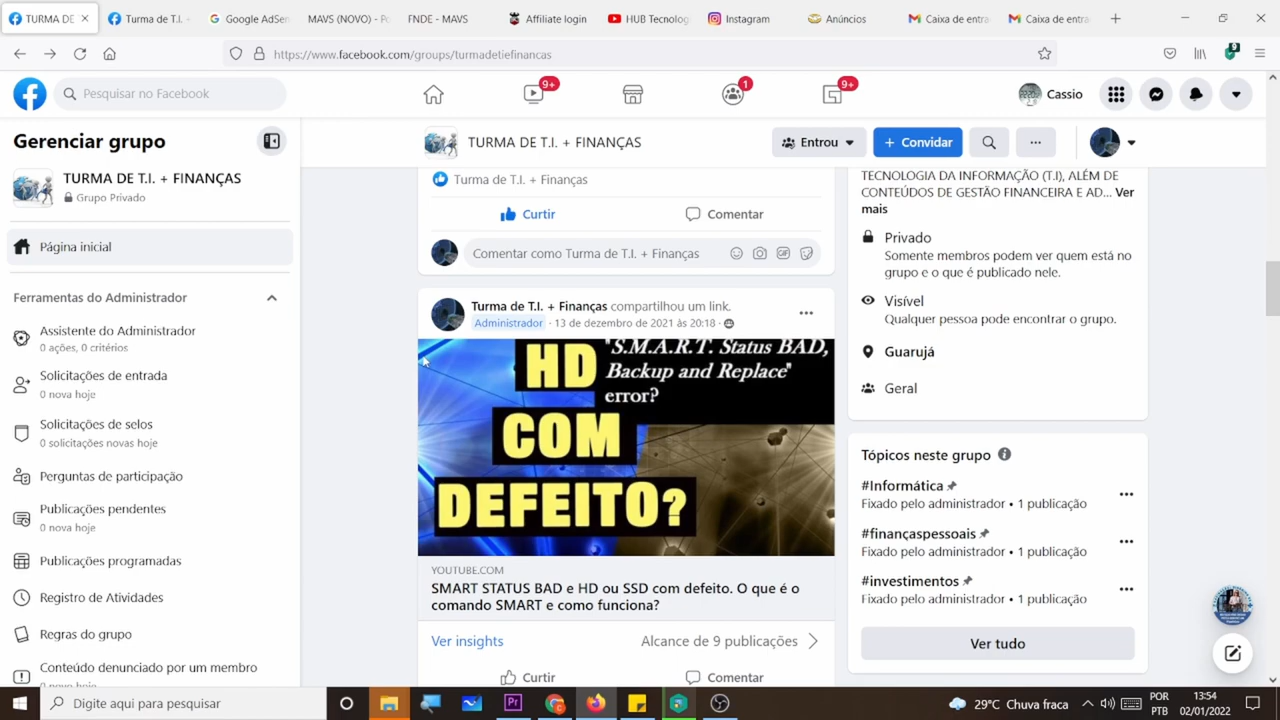 TURMA DE
Turma de T.I.
Google AdSen
MAVS (NOVO) - Po
FNDE - MAVS
Affiliate login
HUB Tecnolog
Instagram
Anúncios
Caixa de entra
Caixa de entra
https://www.facebook.com/groups/turmadetiefinancas
9
Pesquisar no Facebook
9+
1
9+
Cassio
Gerenciar grupo
TURMA DE T.I. + FINANÇAS
Grupo Privado
Página inicial
Ferramentas do Administrador
Assistente do Administrador
0 ações, 0 critérios
Solicitações de entrada
0 nova hoje
Solicitações de selos
0 solicitações novas hoje
Perguntas de participação
Publicações pendentes
0 nova hoje
Publicações programadas
Registro de Atividades
Regras do grupo
Conteúdo denunciado por um membro
0 novo hoje
TURMA DE T.I. + FINANÇAS
Entrou
+ Convidar
Turma de T.I. + Finanças
Curtir
Comentar
Comentar como Turma de T.I. + Finanças
GIF
Turma de T.I. + Finanças compartilhou um link.
Administrador · 13 de dezembro de 2021 às 20:18 ·
"S.M.A.R.T. Status BAD,
HD Backup and Replace"
error?
COM
DEFEITO?
YOUTUBE.COM
SMART STATUS BAD e HD ou SSD com defeito. O que é o
comando SMART e como funciona?
Ver insights
Alcance de 9 publicações
Curtir
Comentar
TECNOLOGIA DA INFORMAÇÃO (T.I), ALÉM DE
CONTEÚDOS DE GESTÃO FINANCEIRA E AD... Ver
mais
Privado
Somente membros podem ver quem está no
grupo e o que é publicado nele.
Visível
Qualquer pessoa pode encontrar o grupo.
Guarujá
Geral
Tópicos neste grupo
#Informática
Fixado pelo administrador • 1 publicação
#finançaspessoais
Fixado pelo administrador • 1 publicação
#investimentos
Fixado pelo administrador • 1 publicação
Ver tudo
Digite aqui para pesquisar
Pr
29°C Chuva fraca
POR
PTB
13:54
02/01/2022